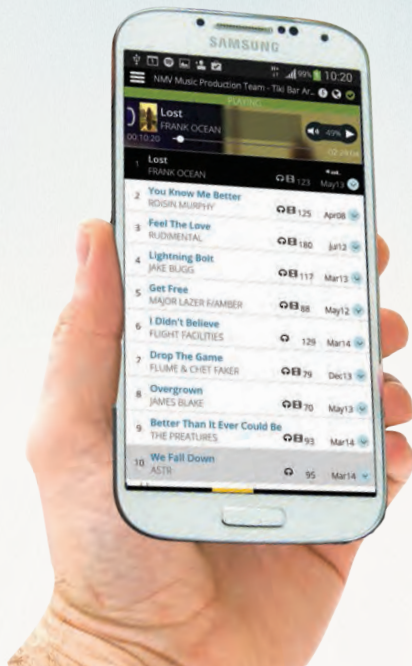 SAMSUNG
99% 10:20
NMV Music Production Team - Tiki Bar Ar..
PLAYING
Lost
FRANK OCEAN
49%
00:10:20
1 Lost
FRANK OCEAN 123 May13
2 You Know Me Better
ROISIN MURPHY 125 Apr08
3 Feel The Love
RUDIMENTAL 180 Jul12
4 Lightning Bolt
JAKE BUGG 117 Mar13
5 Get Free
MAJOR LAZER F/AMBER 88 May12
6 I Didn't Believe
FLIGHT FACILITIES 129 Mar14
7 Drop The Game
FLUME & CHET FAKER 79 Dec13
8 Overgrown
JAMES BLAKE 70 May13
9 Better Than It Ever Could Be
THE PREATURES 93 Mar14
10 We Fall Down
ASTR 95 Mar14